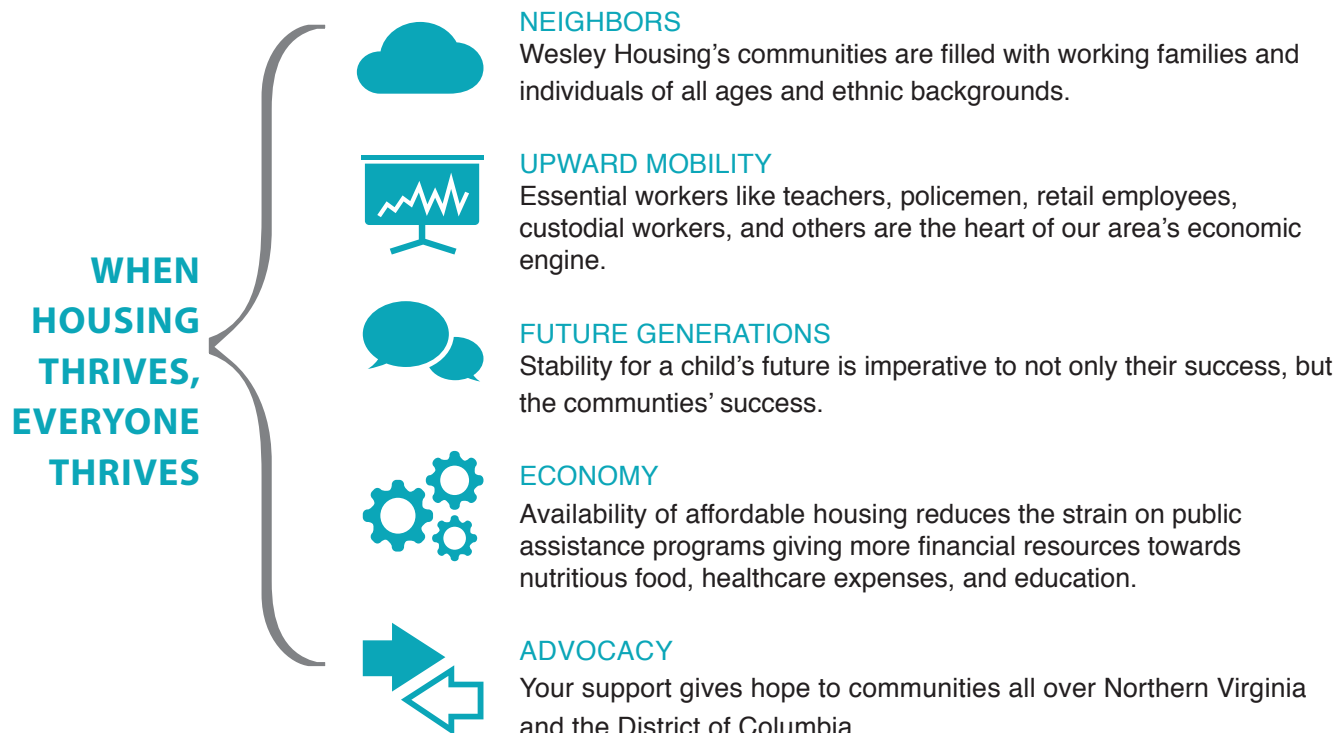 WHEN
HOUSING
THRIVES,
EVERYONE
THRIVES
NEIGHBORS
Wesley Housing’s communities are filled with working families and
individuals of all ages and ethnic backgrounds.
UPWARD MOBILITY
Essential workers like teachers, policemen, retail employees,
custodial workers, and others are the heart of our area’s economic
engine.
FUTURE GENERATIONS
Stability for a child’s future is imperative to not only their success, but
the communties’ success.
ECONOMY
Availability of affordable housing reduces the strain on public
assistance programs giving more financial resources towards
nutritious food, healthcare expenses, and education.
ADVOCACY
Your support gives hope to communities all over Northern Virginia
and the District of Columbia